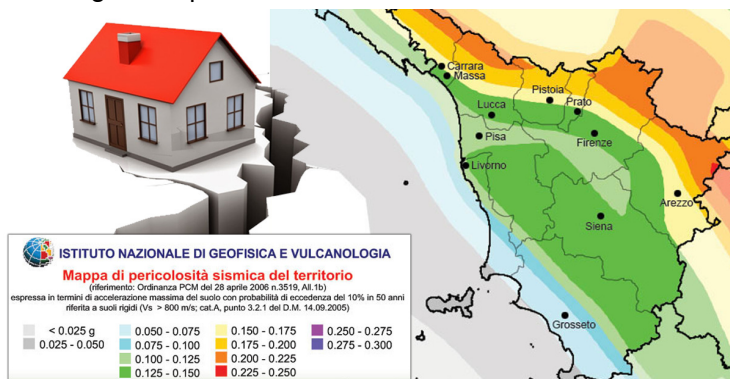 Carrara
Massa
Pistoia
Prato
Lucca
Pisa
Firenze
Livorno
Arezzo
Siena
Grosseto
ISTITUTO NAZIONALE DI GEOFISICA E VULCANOLOGIA
Mappa di pericolosità sismica del territorio
(riferimento: Ordinanza PCM del 28 aprile 2006 n.3519, All.1b)
espressa in termini di accelerazione massima del suolo con probabilità di eccedenza del 10% in 50 anni
riferita a suoli rigidi (Vs > 800 m/s; cat.A, punto 3.2.1 del D.M. 14.09.2005)
< 0.025 g
0.025 - 0.050
0.050 - 0.075
0.075 - 0.100
0.100 - 0.125
0.125 - 0.150
0.150 - 0.175
0.175 - 0.200
0.200 - 0.225
0.225 - 0.250
0.250 - 0.275
0.275 - 0.300